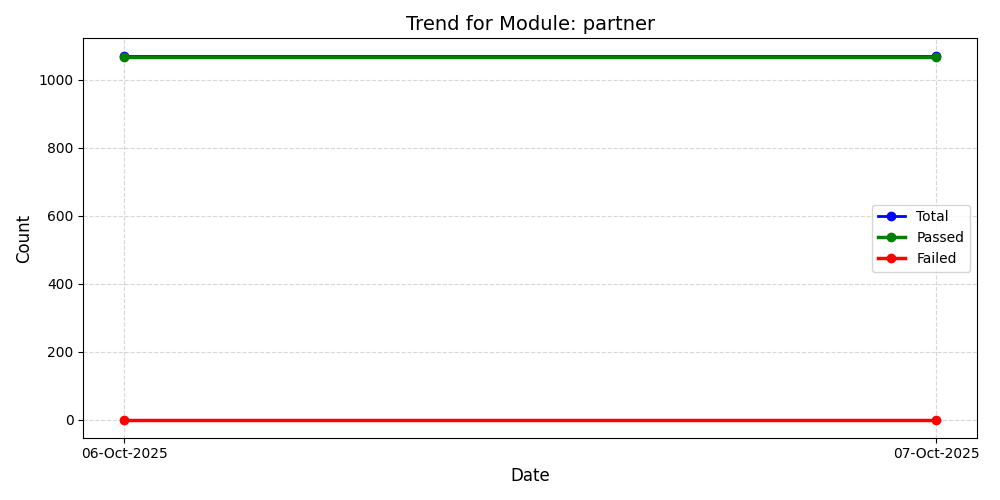 Trend for Module: partner
Count
1000
800
600
400
200
0
Total
Passed
Failed
06-Oct-2025
07-Oct-2025
Date